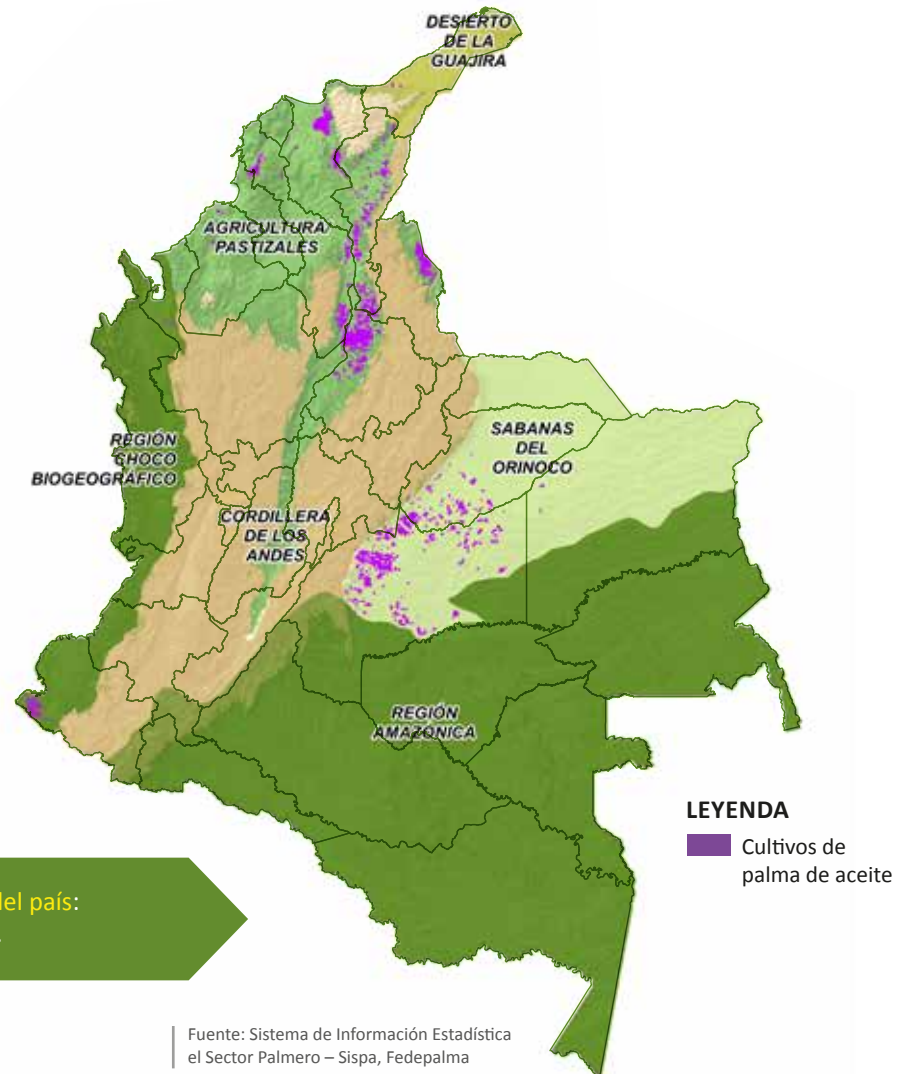 DESIERTO
DE LA
GUAJIRA
AGRICULTURA
PASTIZALES
REGIÓN
CHOCO
BIOGEOGRÁFICO
SABANAS
DEL
ORINOCO
CORDILLERA
DE LOS
ANDES
REGIÓN
AMAZÓNICA
LEYENDA
Cultivos de
palma de aceite
del país:
Fuente: Sistema de Información Estadística
el Sector Palmero – Sispa, Fedepalma